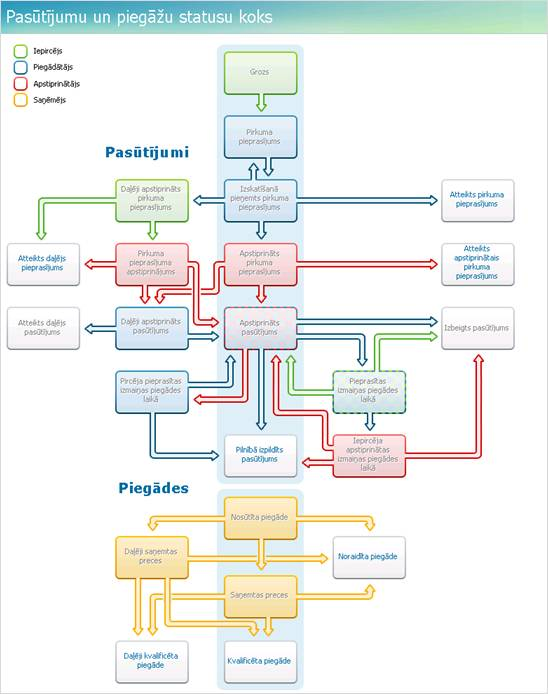 Pasūtījumu un piegāžu statusu koks
Iepircējs
Piegādātājs
Apstiprinātājs
Saņēmējs
Grozs
Pirkuma
pieprasījums
Pasūtījumi
Daļēji apstiprināts
pirkuma
pieprasījums
Izskatīšanā
pieņemts pirkuma
pieprasījums
Atteikts pirkuma
pieprasījums
Atteikts daļējs
pieprasījums
Pirkuma
pieprasījuma
apstiprinājums
Apstiprināts
pirkuma
pieprasījums
Atteikts
apstiprinātais
pirkuma
pieprasījums
Atteikts daļējs
pasūtījums
Daļēji apstiprināts
pasūtījums
Apstiprināts
pasūtījums
Izbeigts pasūtījums
Pircēja pieprasītas
izmaiņas piegādes
laikā
Pieprasītas
izmaiņas piegādes
laikā
Pilnībā izpildīts
pasūtījums
Iepircēja
apstiprinātas
izmaiņas piegādes
laikā
Piegādes
Nosūtīta piegāde
Daļēji saņemtas
preces
Noraidīta piegāde
Saņemtas preces
Daļēji kvalificēta
piegāde
Kvalificēta piegāde